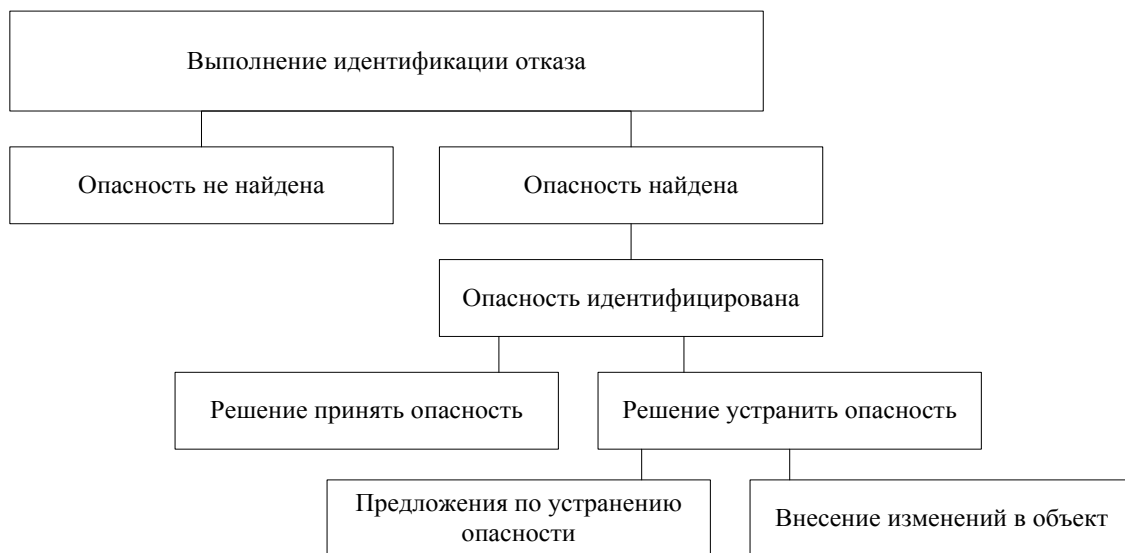 Выполнение идентификации отказа
Опасность не найдена
Опасность найдена
Опасность идентифицирована
Решение принять опасность
Решение устранить опасность
Предложения по устранению
опасности
Внесение изменений в объект